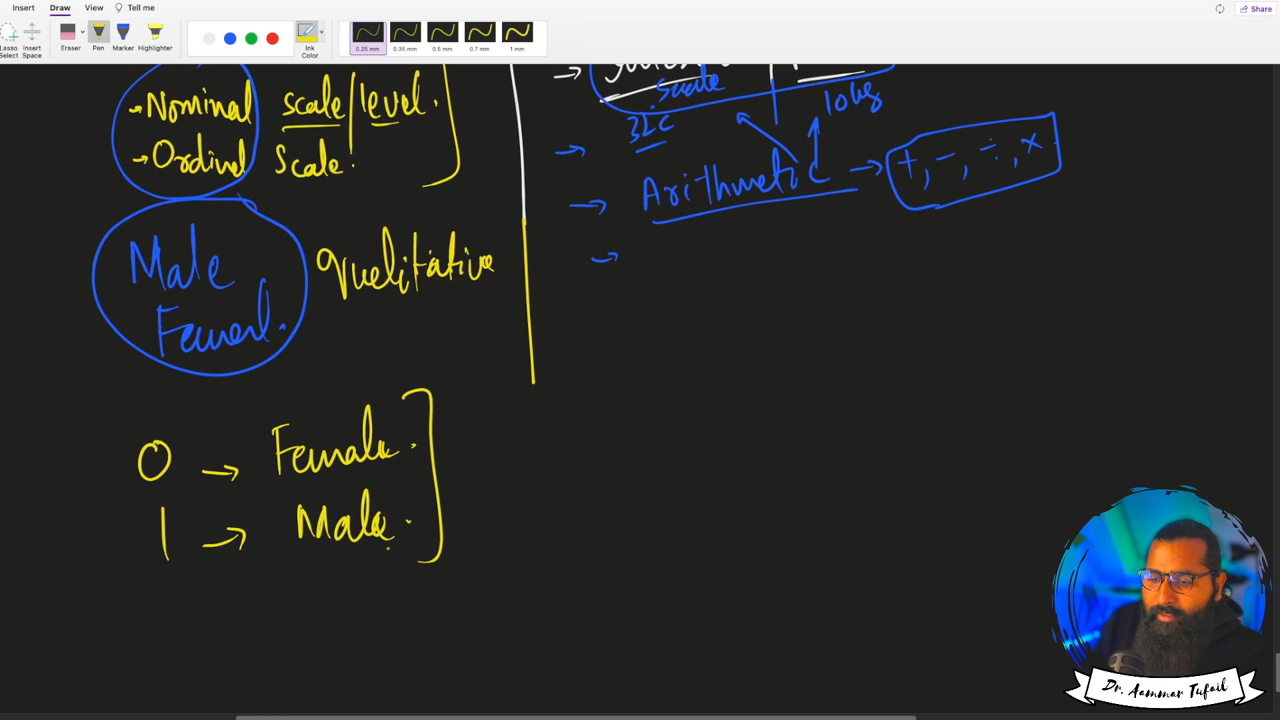 Insert Draw View Tell me
Share
Lasso Select
Insert Space
Eraser
Pen
Marker
Highlighter
Ink Color
0.25 mm
0.35 mm
0.5 mm
0.7 mm
1 mm
→ Nominal scale/level.
→ Ordinal Scale.
Male
Femal.
quelitative
0 → Female.
1 → Male.
→
scale
10kg
→ 32c
→ Arithmetic → +, -, ÷, ×
→
Dr. Aammar Tufail